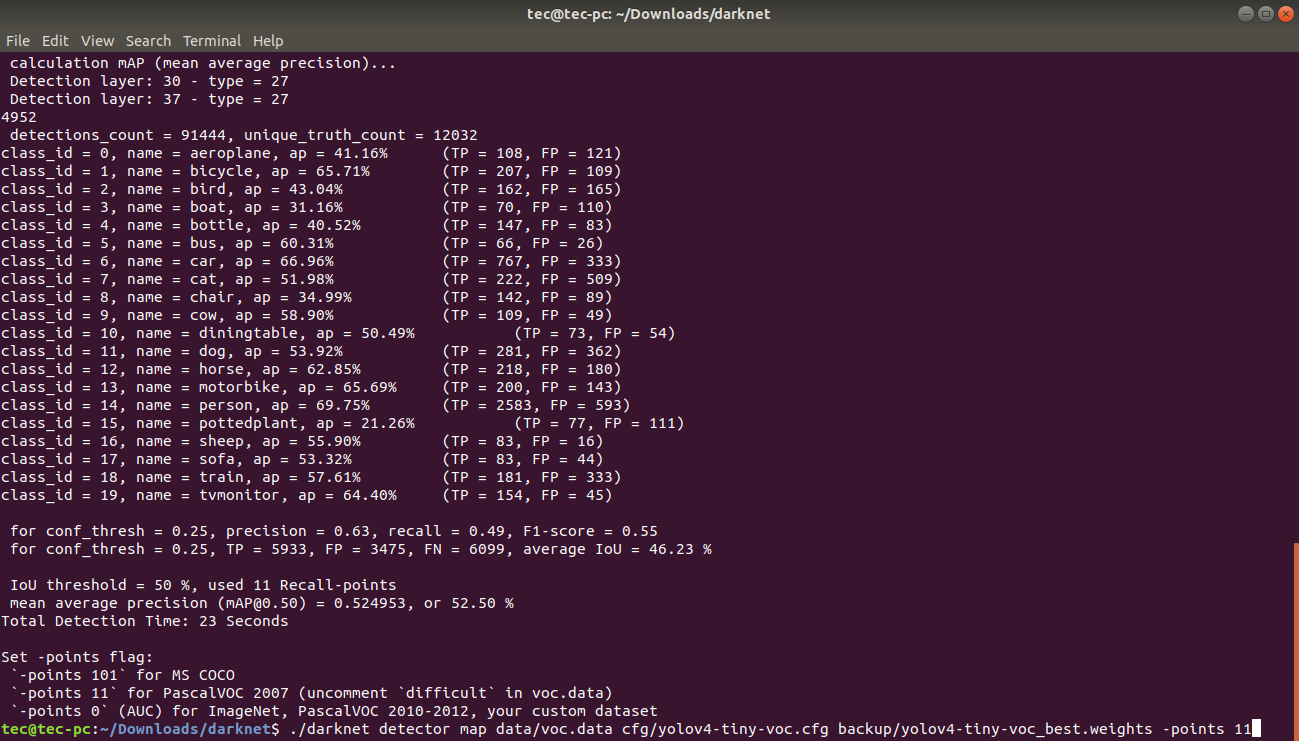 tec@tec-pc: ~/Downloads/darknet
File Edit View Search Terminal Help
calculation mAP (mean average precision)...
Detection layer: 30 - type = 27
Detection layer: 37 - type = 27
4952
detections_count = 91444, unique_truth_count = 12032
class_id = 0, name = aeroplane, ap = 41.16% (TP = 108, FP = 121)
class_id = 1, name = bicycle, ap = 65.71% (TP = 207, FP = 109)
class_id = 2, name = bird, ap = 43.04% (TP = 162, FP = 165)
class_id = 3, name = boat, ap = 31.16% (TP = 70, FP = 110)
class_id = 4, name = bottle, ap = 40.52% (TP = 147, FP = 83)
class_id = 5, name = bus, ap = 60.31% (TP = 66, FP = 26)
class_id = 6, name = car, ap = 66.96% (TP = 767, FP = 333)
class_id = 7, name = cat, ap = 51.98% (TP = 222, FP = 509)
class_id = 8, name = chair, ap = 34.99% (TP = 142, FP = 89)
class_id = 9, name = cow, ap = 58.90% (TP = 109, FP = 49)
class_id = 10, name = diningtable, ap = 50.49% (TP = 73, FP = 54)
class_id = 11, name = dog, ap = 53.92% (TP = 281, FP = 362)
class_id = 12, name = horse, ap = 62.85% (TP = 218, FP = 180)
class_id = 13, name = motorbike, ap = 65.69% (TP = 200, FP = 143)
class_id = 14, name = person, ap = 69.75% (TP = 2583, FP = 593)
class_id = 15, name = pottedplant, ap = 21.26% (TP = 77, FP = 111)
class_id = 16, name = sheep, ap = 55.90% (TP = 83, FP = 16)
class_id = 17, name = sofa, ap = 53.32% (TP = 83, FP = 44)
class_id = 18, name = train, ap = 57.61% (TP = 181, FP = 333)
class_id = 19, name = tvmonitor, ap = 64.40% (TP = 154, FP = 45)
for conf_thresh = 0.25, precision = 0.63, recall = 0.49, F1-score = 0.55
for conf_thresh = 0.25, TP = 5933, FP = 3475, FN = 6099, average IoU = 46.23 %
IoU threshold = 50 %, used 11 Recall-points
mean average precision (mAP@0.50) = 0.524953, or 52.50 %
Total Detection Time: 23 Seconds
Set -points flag:
`-points 101` for MS COCO
`-points 11` for PascalVOC 2007 (uncomment `difficult` in voc.data)
`-points 0` (AUC) for ImageNet, PascalVOC 2010-2012, your custom dataset
tec@tec-pc:~/Downloads/darknet$ ./darknet detector map data/voc.data cfg/yolov4-tiny-voc.cfg backup/yolov4-tiny-voc_best.weights -points 11